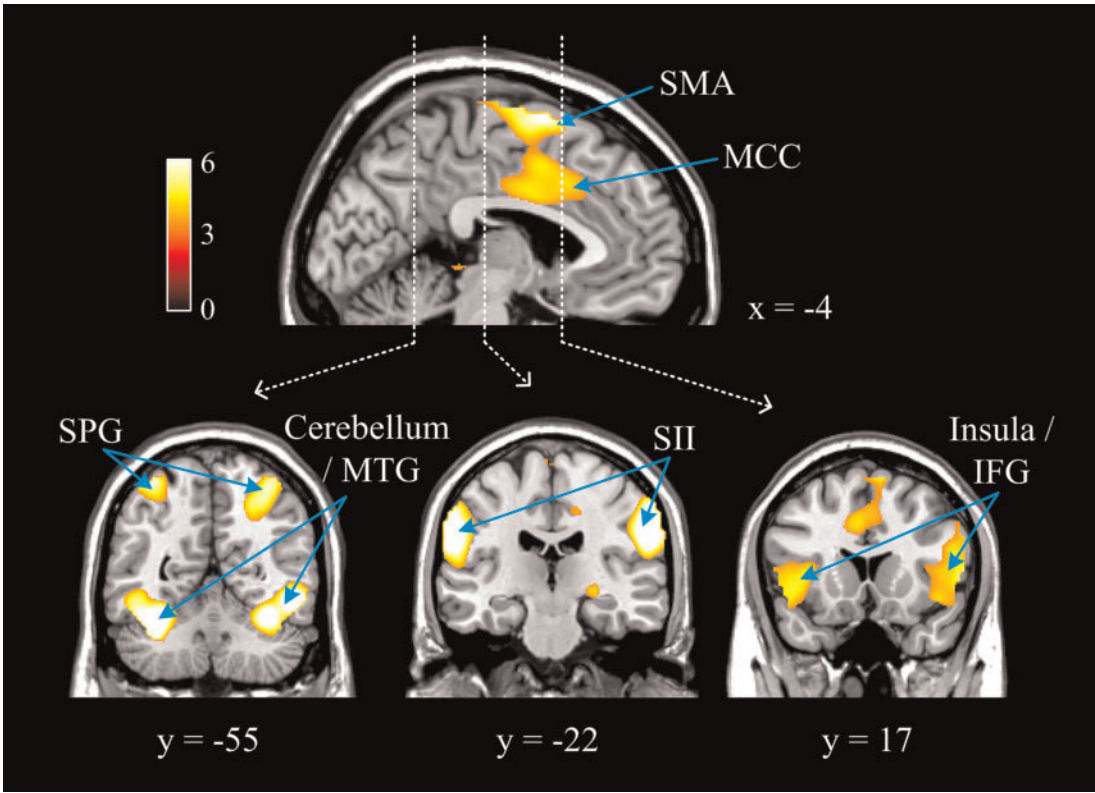 SMA
MCC
6
3
0
x = -4
SPG
Cerebellum
/ MTG
SII
Insula /
IFG
y = -55
y = -22
y = 17